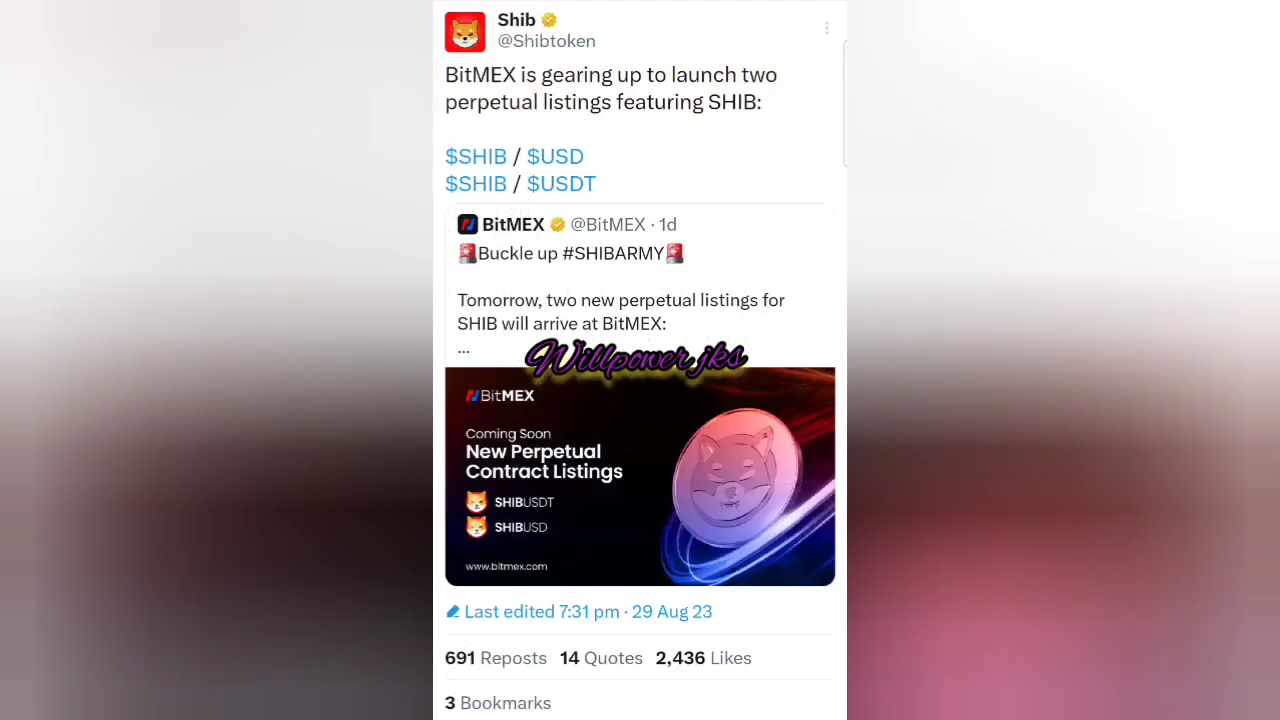 Shib
@Shibtoken
BitMEX is gearing up to launch two
perpetual listings featuring SHIB:
$SHIB / $USD
$SHIB / $USDT
BitMEX @BitMEX · 1d
🚨Buckle up #SHIBARMY🚨
Tomorrow, two new perpetual listings for
SHIB will arrive at BitMEX:
...
Willpower jks
BitMEX
Coming Soon
New Perpetual
Contract Listings
SHIBUSDT
SHIBUSD
www.bitmex.com
Last edited 7:31 pm · 29 Aug 23
691 Reposts 14 Quotes 2,436 Likes
3 Bookmarks